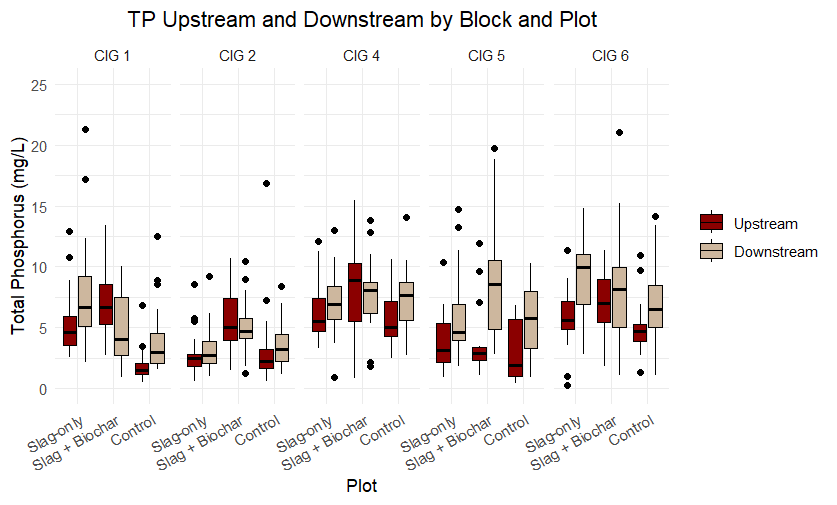 TP Upstream and Downstream by Block and Plot
CIG 1
CIG 2
CIG 4
CIG 5
CIG 6
Total Phosphorus (mg/L)
25
20
15
10
5
0
Upstream
Downstream
Slag-only
Slag + Biochar
Control
Slag-only
Slag + Biochar
Control
Slag-only
Slag + Biochar
Control
Slag-only
Slag + Biochar
Control
Slag-only
Slag + Biochar
Control
Plot